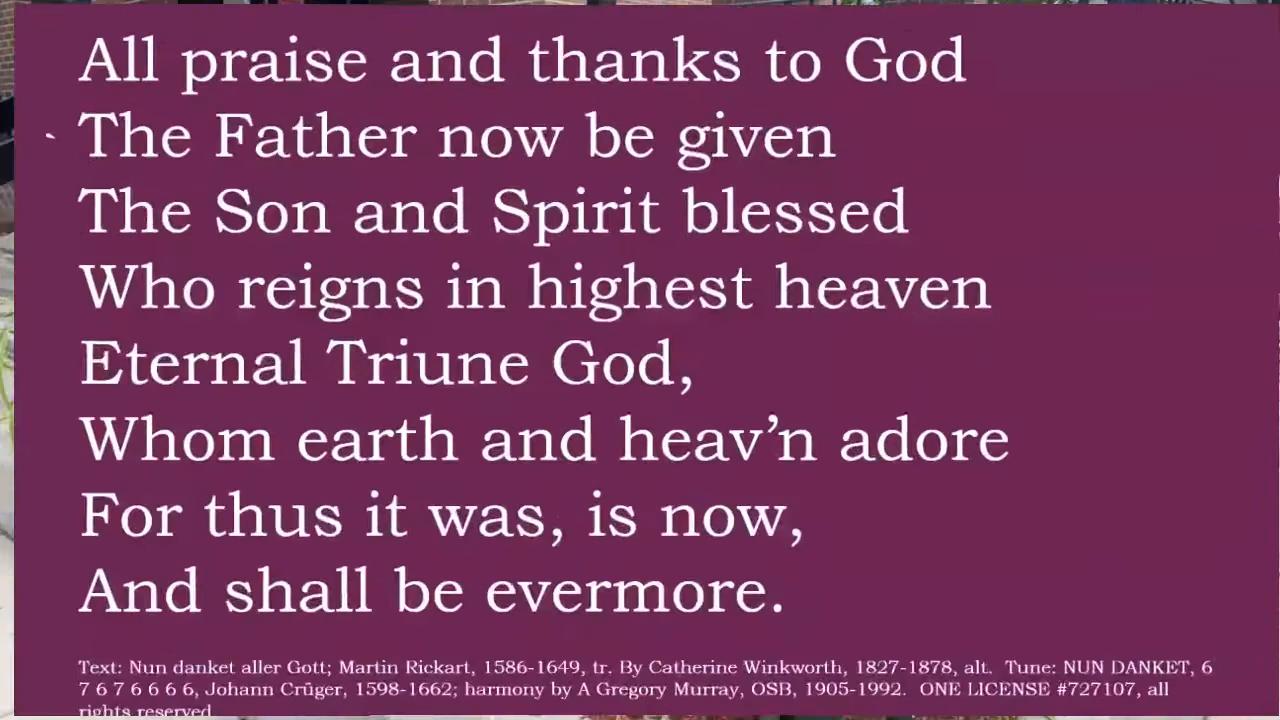 All praise and thanks to God
The Father now be given
The Son and Spirit blessed
Who reigns in highest heaven
Eternal Triune God,
Whom earth and heav’n adore
For thus it was, is now,
And shall be evermore.
Text: Nun danket aller Gott; Martin Rickart, 1586-1649, tr. By Catherine Winkworth, 1827-1878, alt.  Tune: NUN DANKET, 6
7 6 7 6 6 6 6, Johann Crüger, 1598-1662; harmony by A Gregory Murray, OSB, 1905-1992.  ONE LICENSE #727107, all
rights reserved